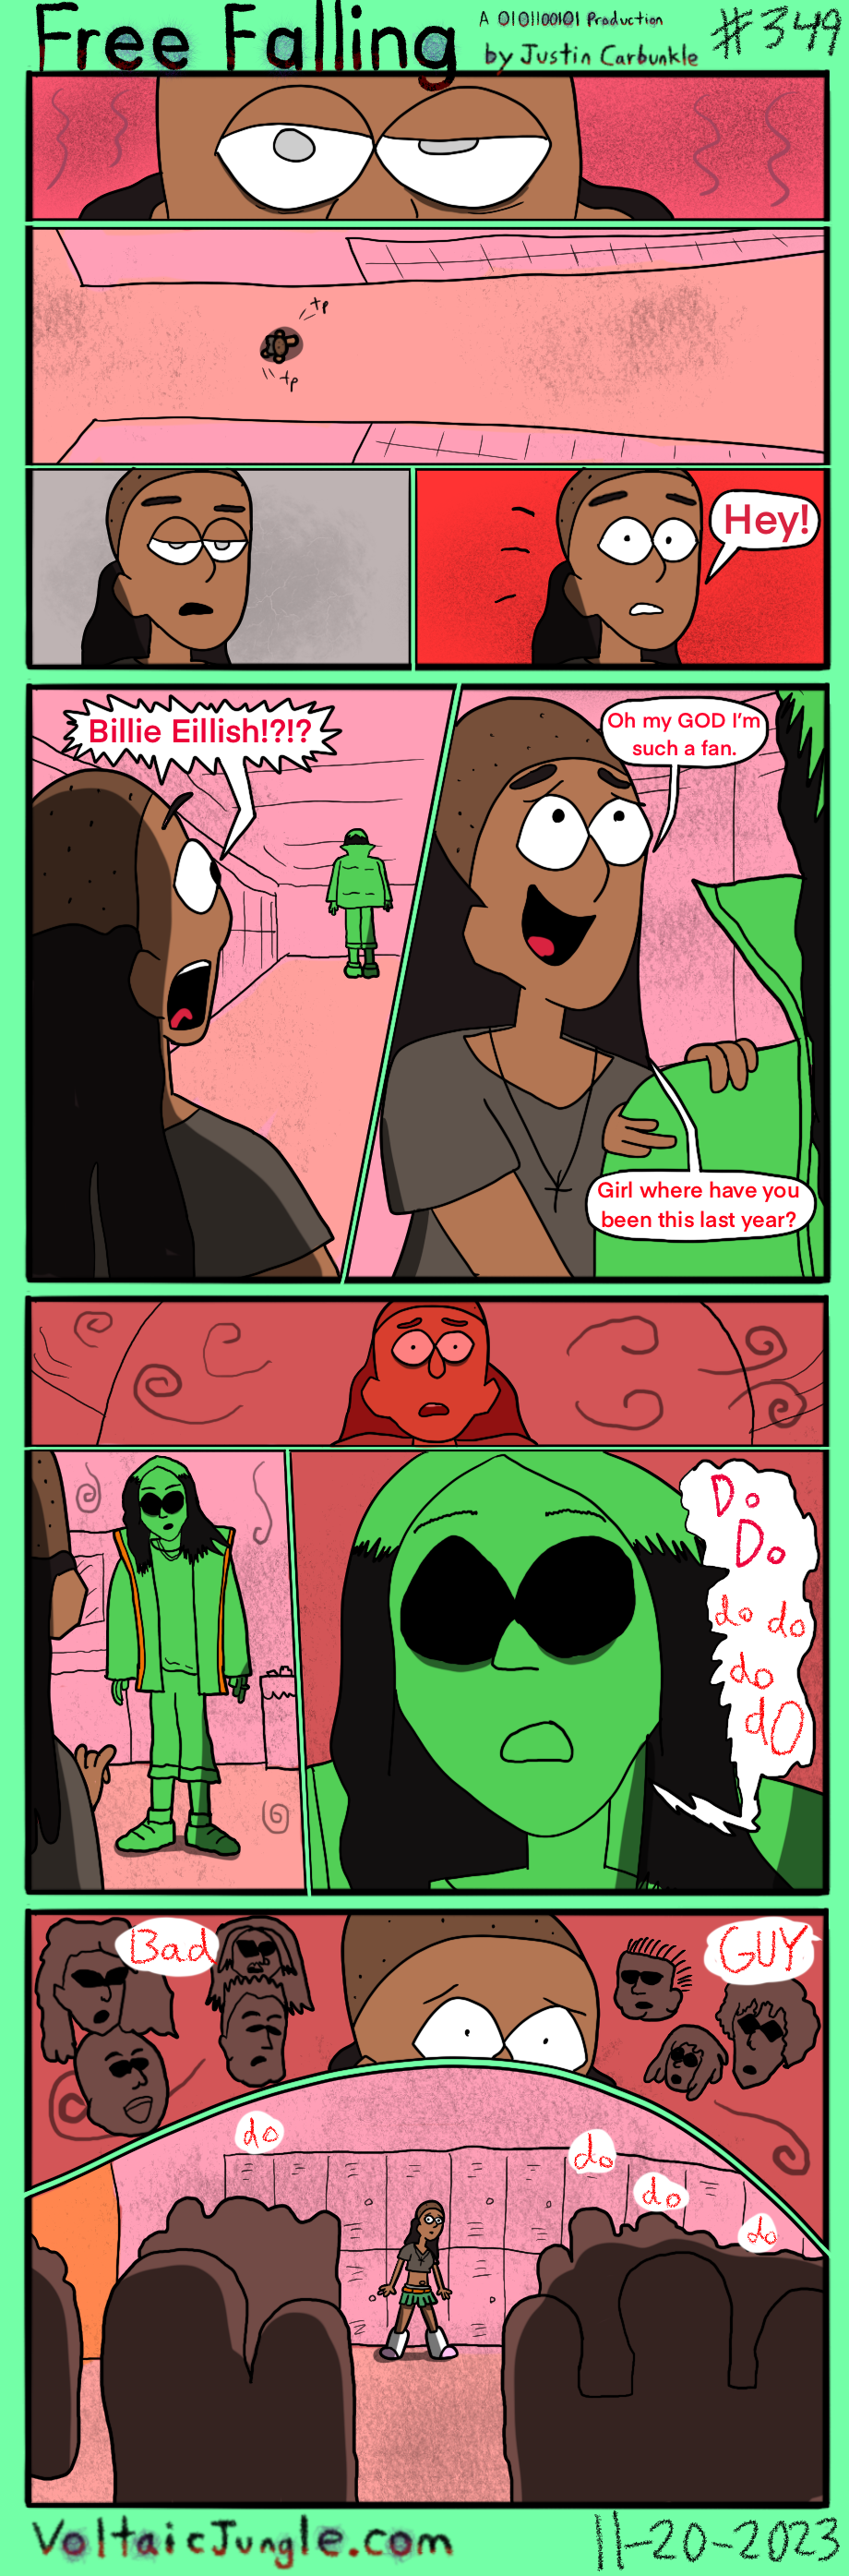 Free Falling
A 0101100101 Production
by Justin Carbunkle
#349
tp
tp
Hey!
Billie Eillish!?!?
Oh my GOD I'm
such a fan.
Girl where have you
been this last year?
Do
Do
do do
do
dO
Bad
GUY
do
do
do
do
VoltaicJungle.com
11-20-2023